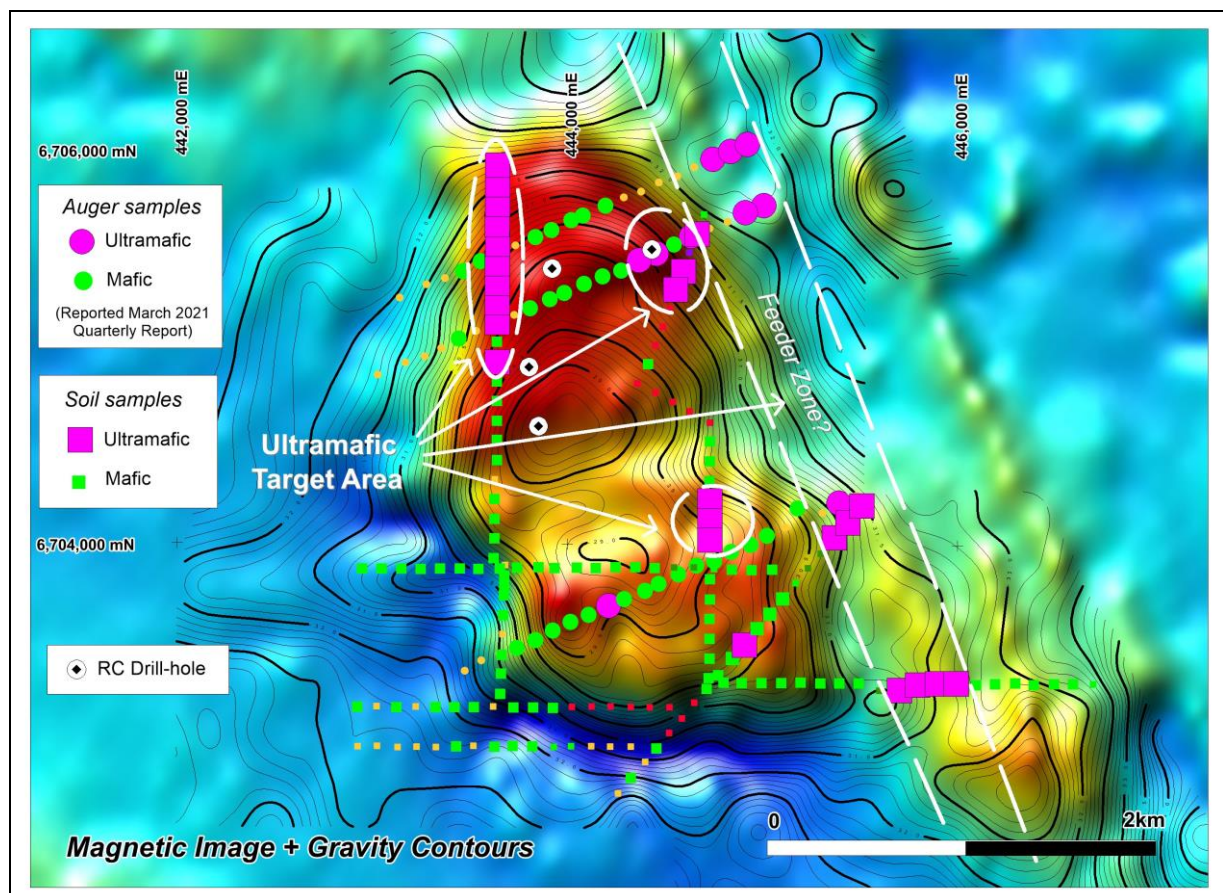 442,000 mE
444,000 mE
446,000 mE
6,706,000 mN
Auger samples
Ultramafic
Mafic
(Reported March 2021
Quarterly Report)
Soil samples
Ultramafic
Mafic
Feeder Zone?
Ultramafic
Target Area
6,704,000 mN
RC Drill-hole
Magnetic Image + Gravity Contours
0
2km